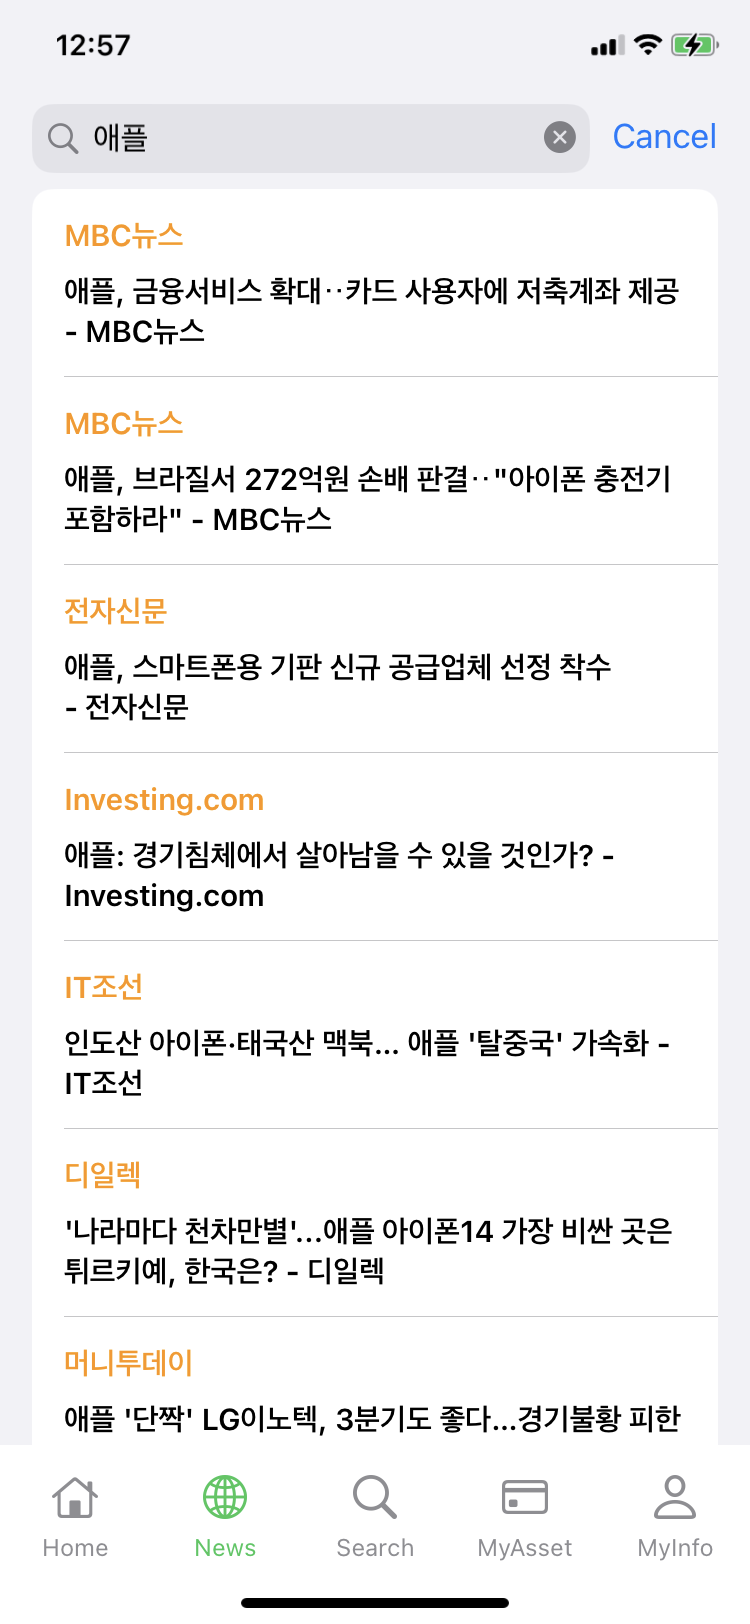 12:57
애플
Cancel
MBC뉴스
애플, 금융서비스 확대‥카드 사용자에 저축계좌 제공
- MBC뉴스
MBC뉴스
애플, 브라질서 272억원 손배 판결‥"아이폰 충전기
포함하라" - MBC뉴스
전자신문
애플, 스마트폰용 기판 신규 공급업체 선정 착수
- 전자신문
Investing.com
애플: 경기침체에서 살아남을 수 있을 것인가? -
Investing.com
IT조선
인도산 아이폰·태국산 맥북… 애플 '탈중국' 가속화 -
IT조선
디일렉
'나라마다 천차만별'...애플 아이폰14 가장 비싼 곳은
튀르키예, 한국은? - 디일렉
머니투데이
애플 '단짝' LG이노텍, 3분기도 좋다...경기불황 피한
Home
News
Search
MyAsset
MyInfo